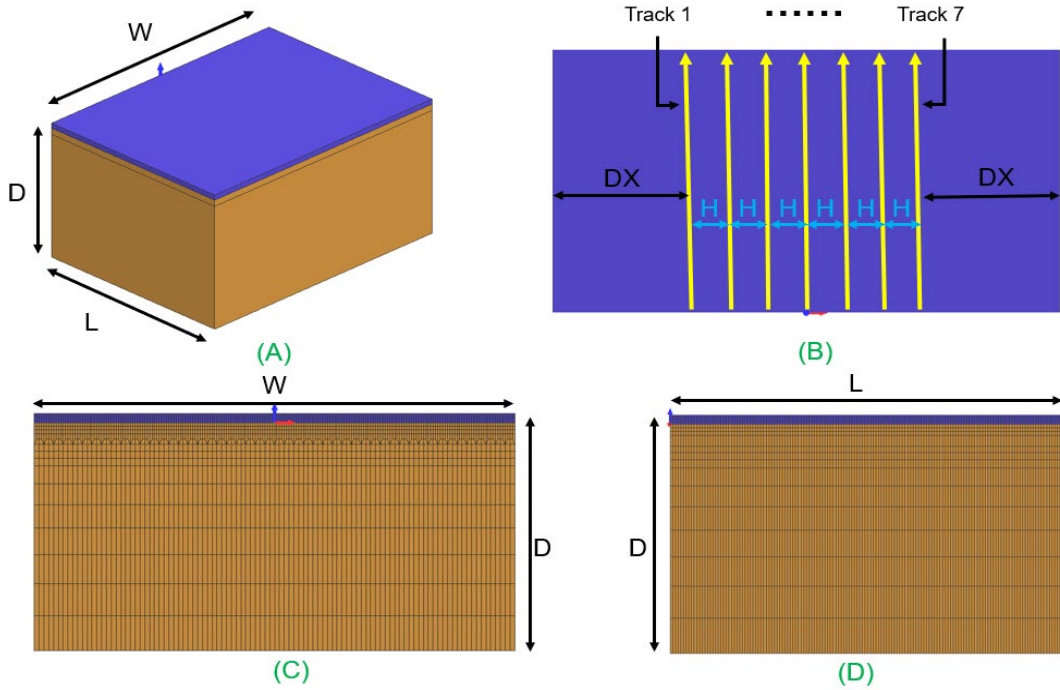 W
D
L
(A)
Track 1 ...... Track 7
DX DX
H H H H H H
(B)
W
D
(C)
L
D
(D)